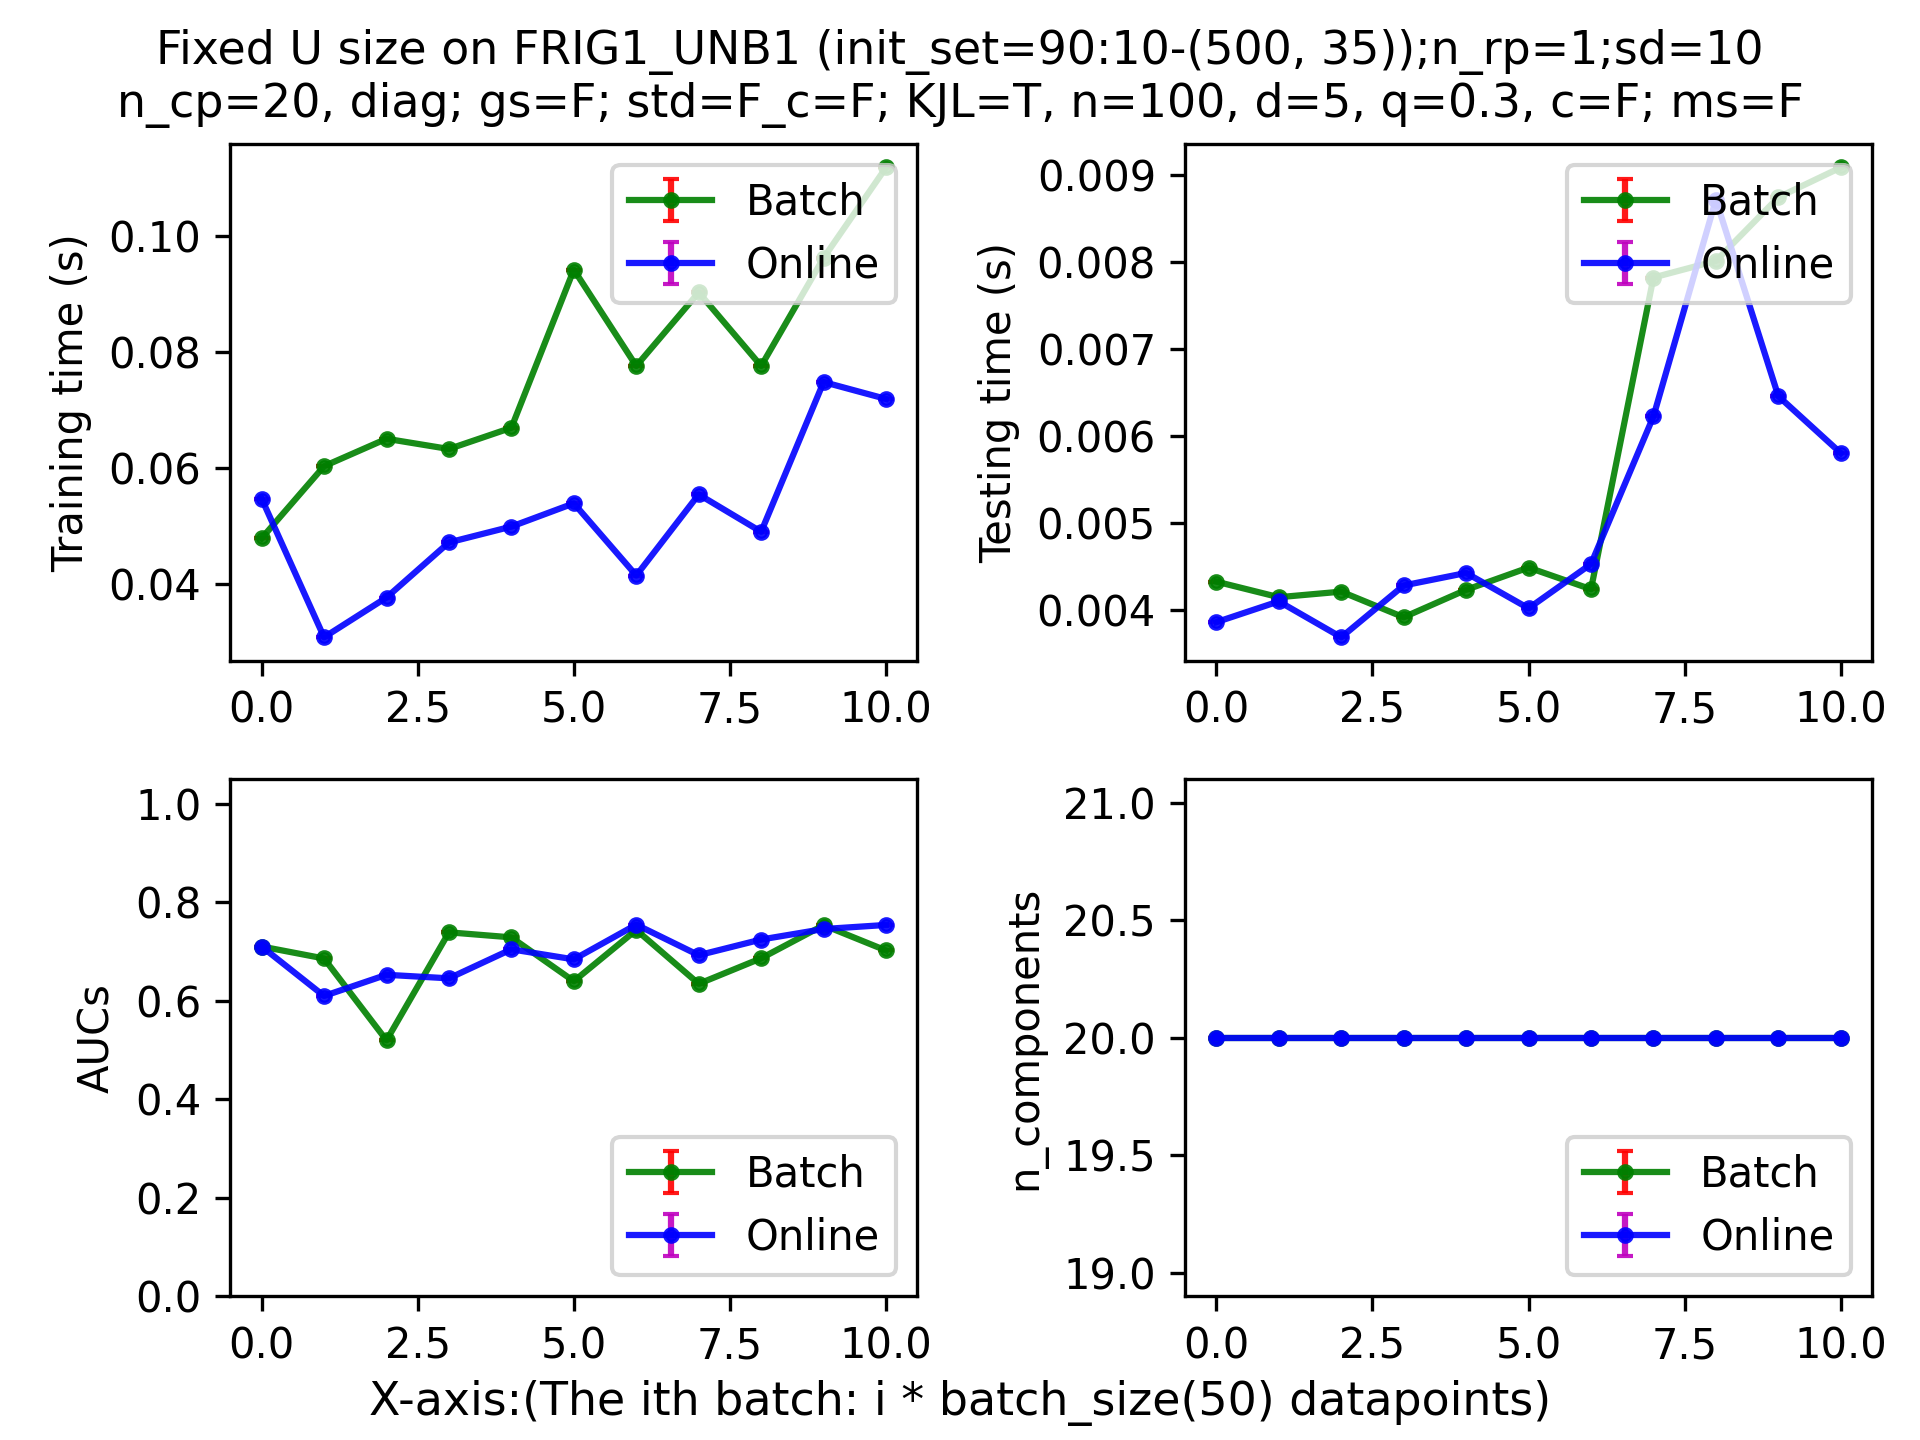 Fixed U size on FRIG1_UNB1 (init_set=90:10-(500, 35));n_rp=1;sd=10
n_cp=20, diag; gs=F; std=F_c=F; KJL=T, n=100, d=5, q=0.3, c=F; ms=F
Training time (s)
0.10
0.08
0.06
0.04
0.0 2.5 5.0 7.5 10.0
Batch
Online
Testing time (s)
0.009
0.008
0.007
0.006
0.005
0.004
0.0 2.5 5.0 7.5 10.0
Batch
Online
AUCs
1.0
0.8
0.6
0.4
0.2
0.0
0.0 2.5 5.0 7.5 10.0
Batch
Online
n_components
21.0
20.5
20.0
19.5
19.0
0.0 2.5 5.0 7.5 10.0
Batch
Online
X-axis:(The ith batch: i * batch_size(50) datapoints)